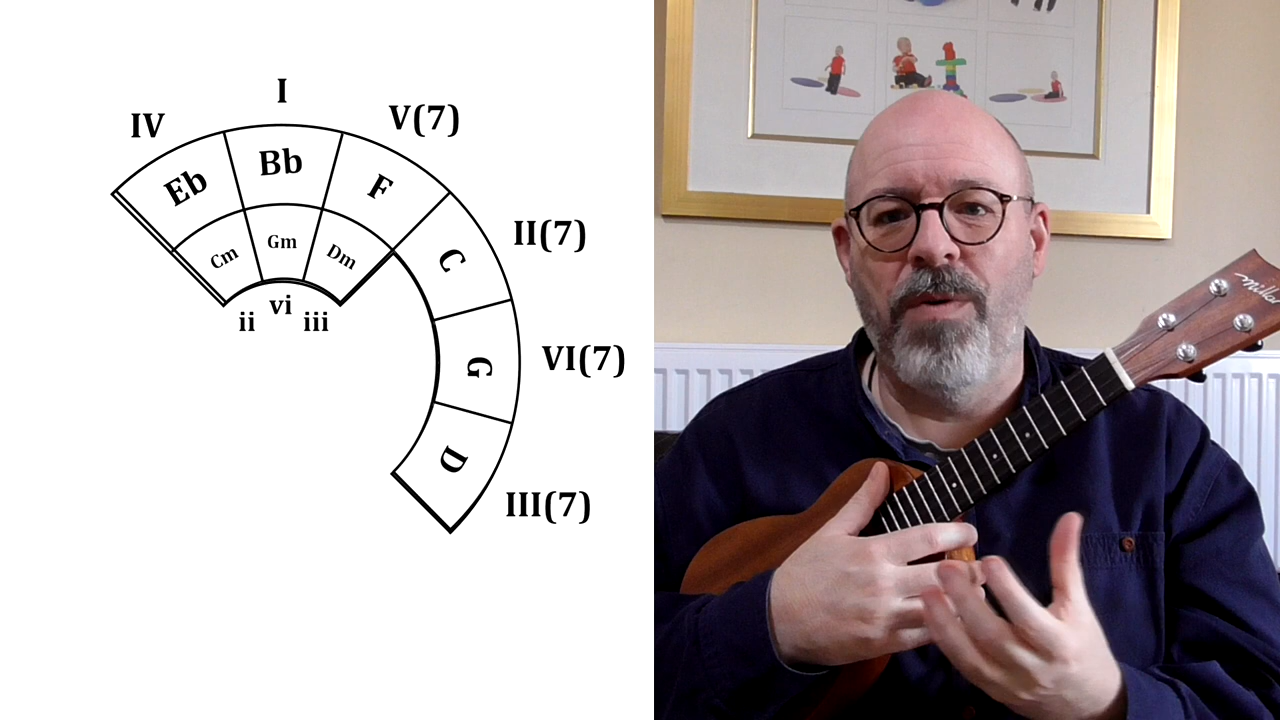 I
IV
V(7)
Eb
Bb
F
II(7)
Cm
Gm
Dm
C
ii
vi
iii
G
VI(7)
D
III(7)
millar